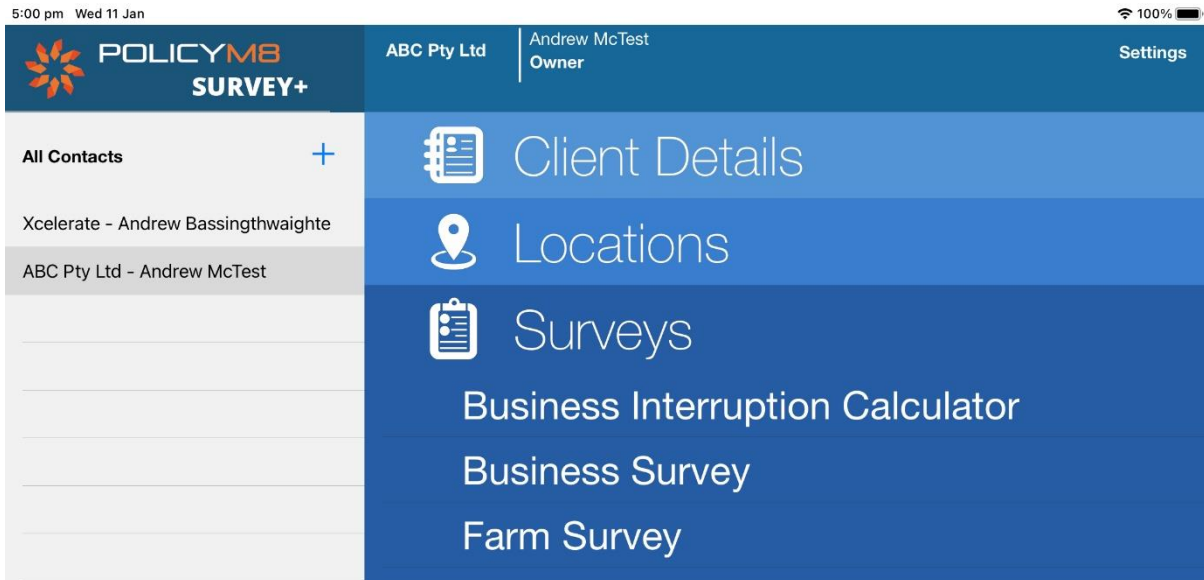 5:00 pm Wed 11 Jan
100%
POLICYM8
SURVEY+
ABC Pty Ltd
Andrew McTest
Owner
Settings
All Contacts
Xcelerate - Andrew Bassingthwaighte
ABC Pty Ltd - Andrew McTest
Client Details
Locations
Surveys
Business Interruption Calculator
Business Survey
Farm Survey